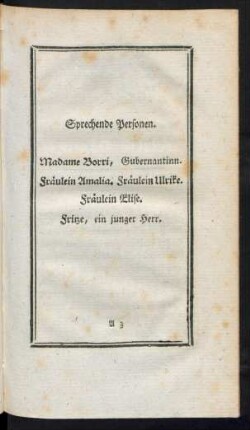 Sprechende Personen.
Madame Borri, Gubernantinn.
Fräulein Amalia. Fräulein Ulrike.
Fräulein Elise.
Fritze, ein junger Herr.
A 3